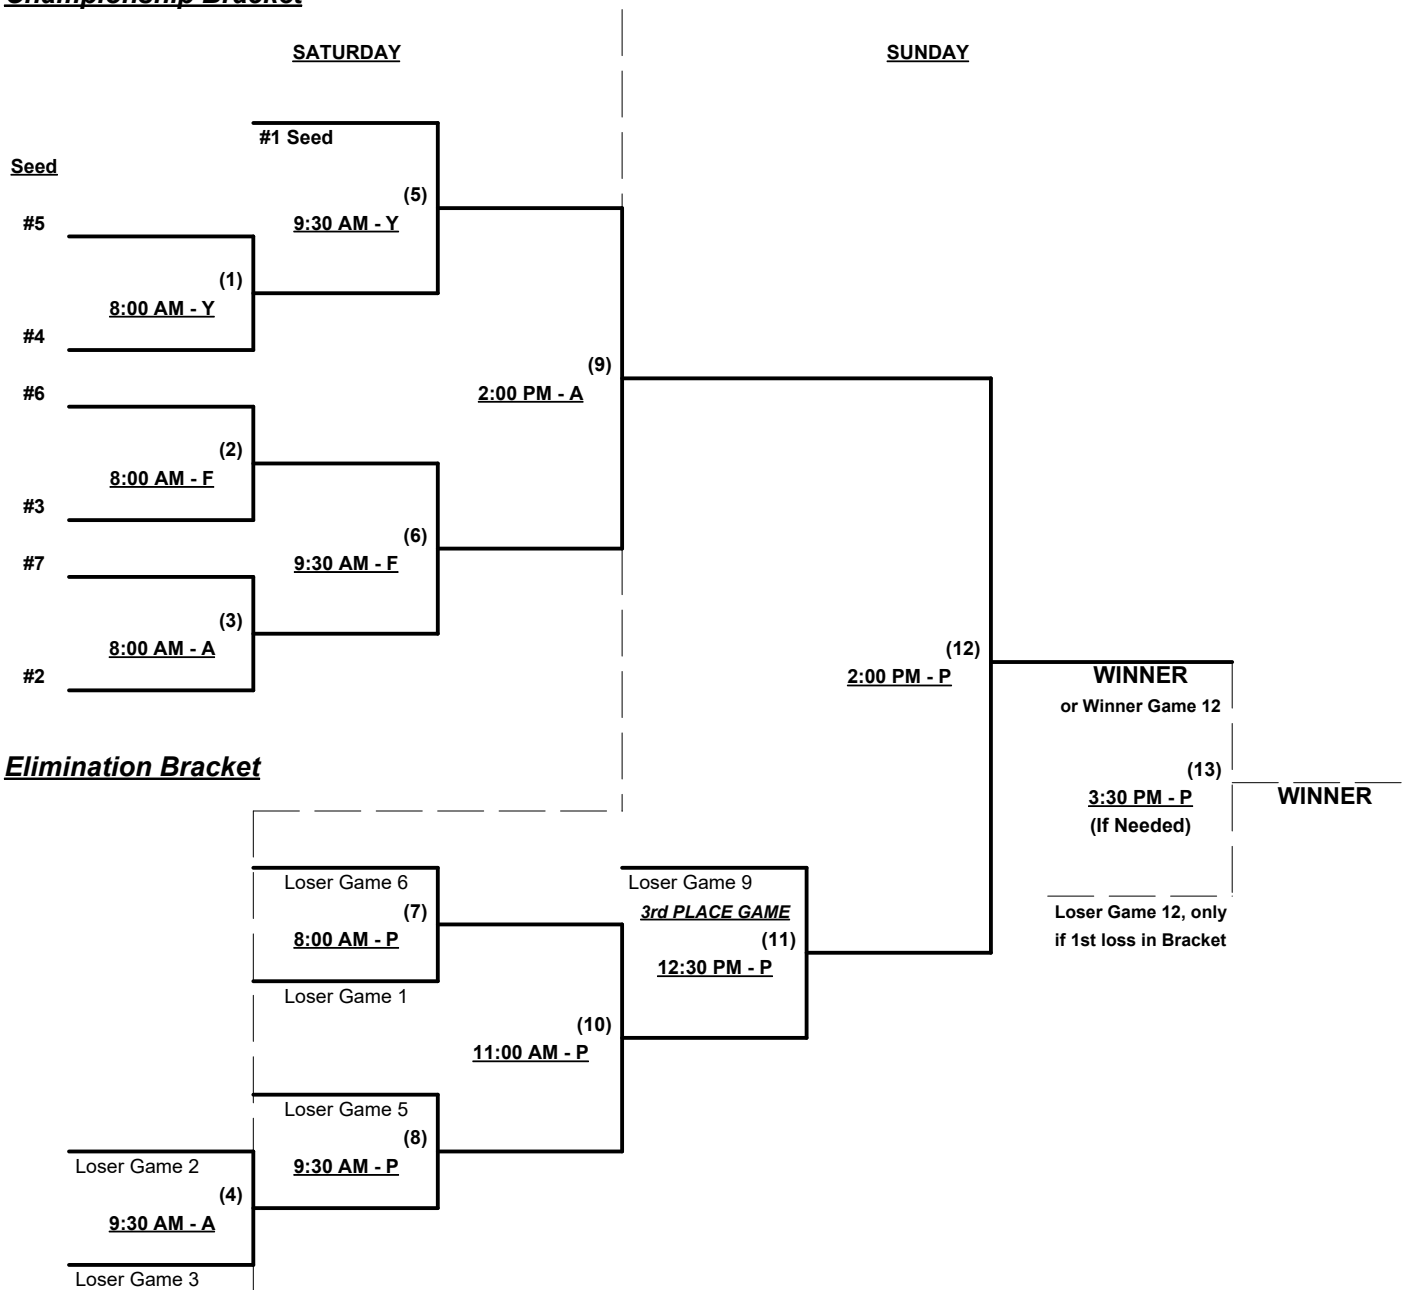 Championship Bracket
SATURDAY
SUNDAY
#1 Seed
Seed
(5)
#5
9:30 AM - Y
(1)
8:00 AM - Y
#4
(9)
#6
2:00 PM - A
(2)
8:00 AM - F
#3
(6)
#7
9:30 AM - F
(3)
8:00 AM - A
(12)
#2
2:00 PM - P
WINNER
or Winner Game 12
Elimination Bracket
(13)
3:30 PM - P
WINNER
(If Needed)
Loser Game 6
Loser Game 9
(7)
3rd PLACE GAME
Loser Game 12, only
8:00 AM - P
(11)
if 1st loss in Bracket
12:30 PM - P
Loser Game 1
(10)
11:00 AM - P
Loser Game 5
(8)
Loser Game 2
9:30 AM - P
(4)
9:30 AM - A
Loser Game 3